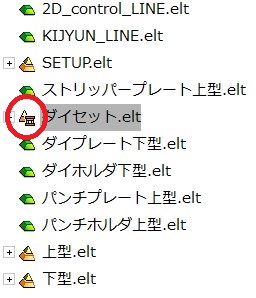 2D_control_LINE.elt
KIJYUN_LINE.elt
SETUP.elt
ストリッパープレート上型.elt
ダイセット.elt
ダイプレート下型.elt
ダイホルダ下型.elt
パンチプレート上型.elt
パンチホルダ上型.elt
上型.elt
下型.elt